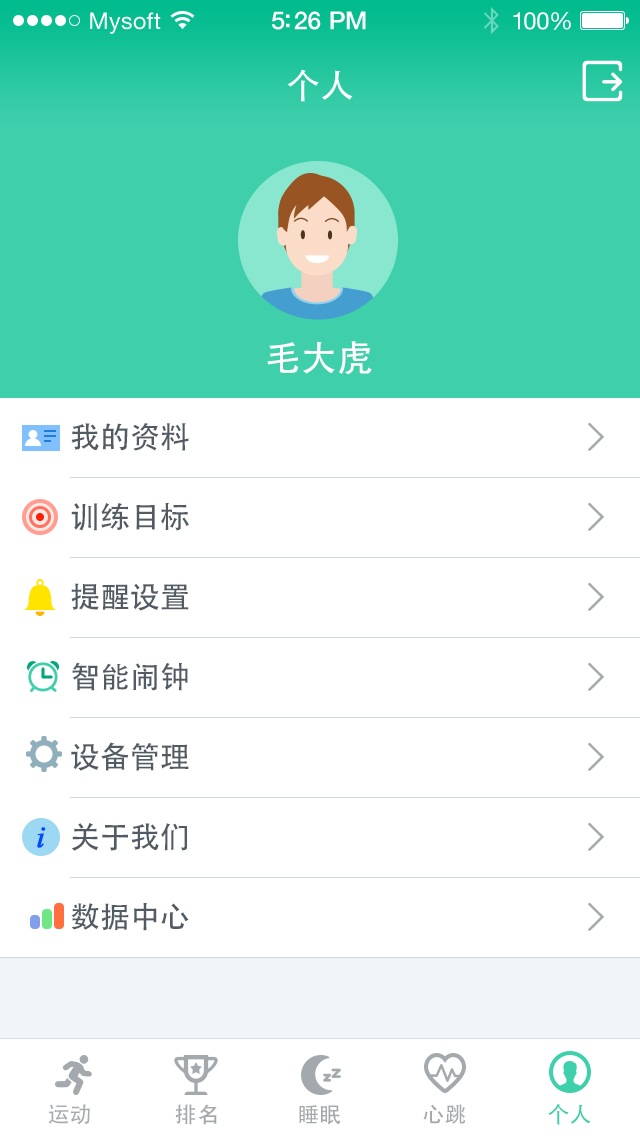 Mysoft 5:26 PM 100%
个人
毛大虎
我的资料
训练目标
提醒设置
智能闹钟
设备管理
i 关于我们
数据中心
zz
运动 排名 睡眠 心跳 个人